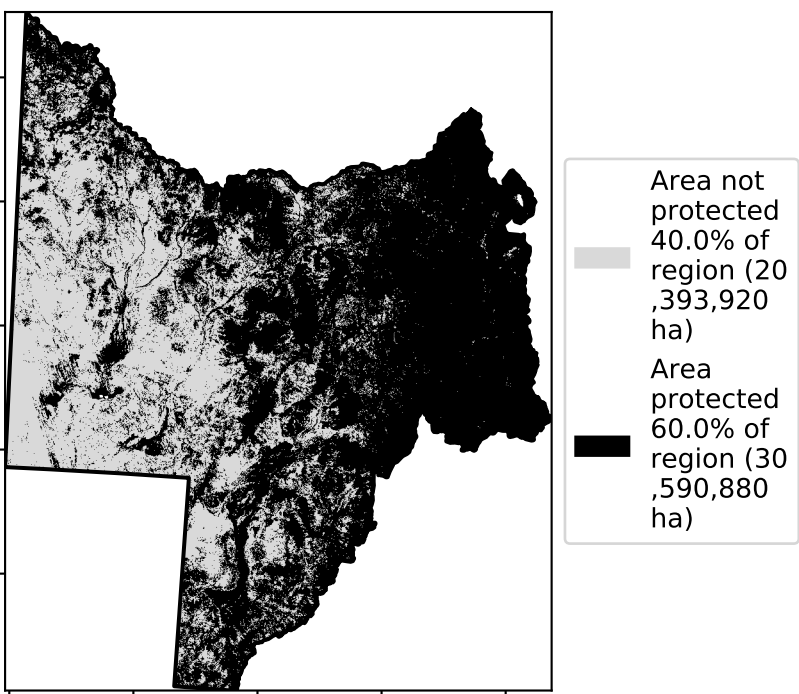 Area not
protected
40.0% of
region (20
,393,920
ha)
Area
protected
60.0% of
region (30
,590,880
ha)